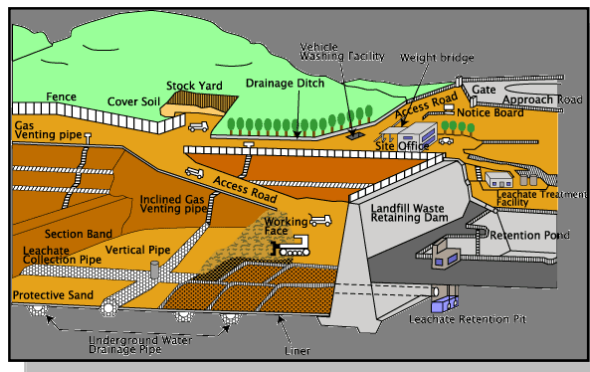 Vehicle
Washing Facility
Weight bridge
Stock Yard
Drainage Ditch
Gate
Fence
Cover Soil
Access Road
Approach Road
Notice Board
Gas
Venting pipe
Site Office
Access Road
Leachate Treatment
Facility
Inclined Gas
Venting pipe
Landfill Waste
Retaining Dam
Working
Face
Section Band
Retention Pond
Leachate
Collection Pipe
Vertical Pipe
Protective Sand
Leachate Retention Pit
Underground Water
Drainage Pipe
Liner